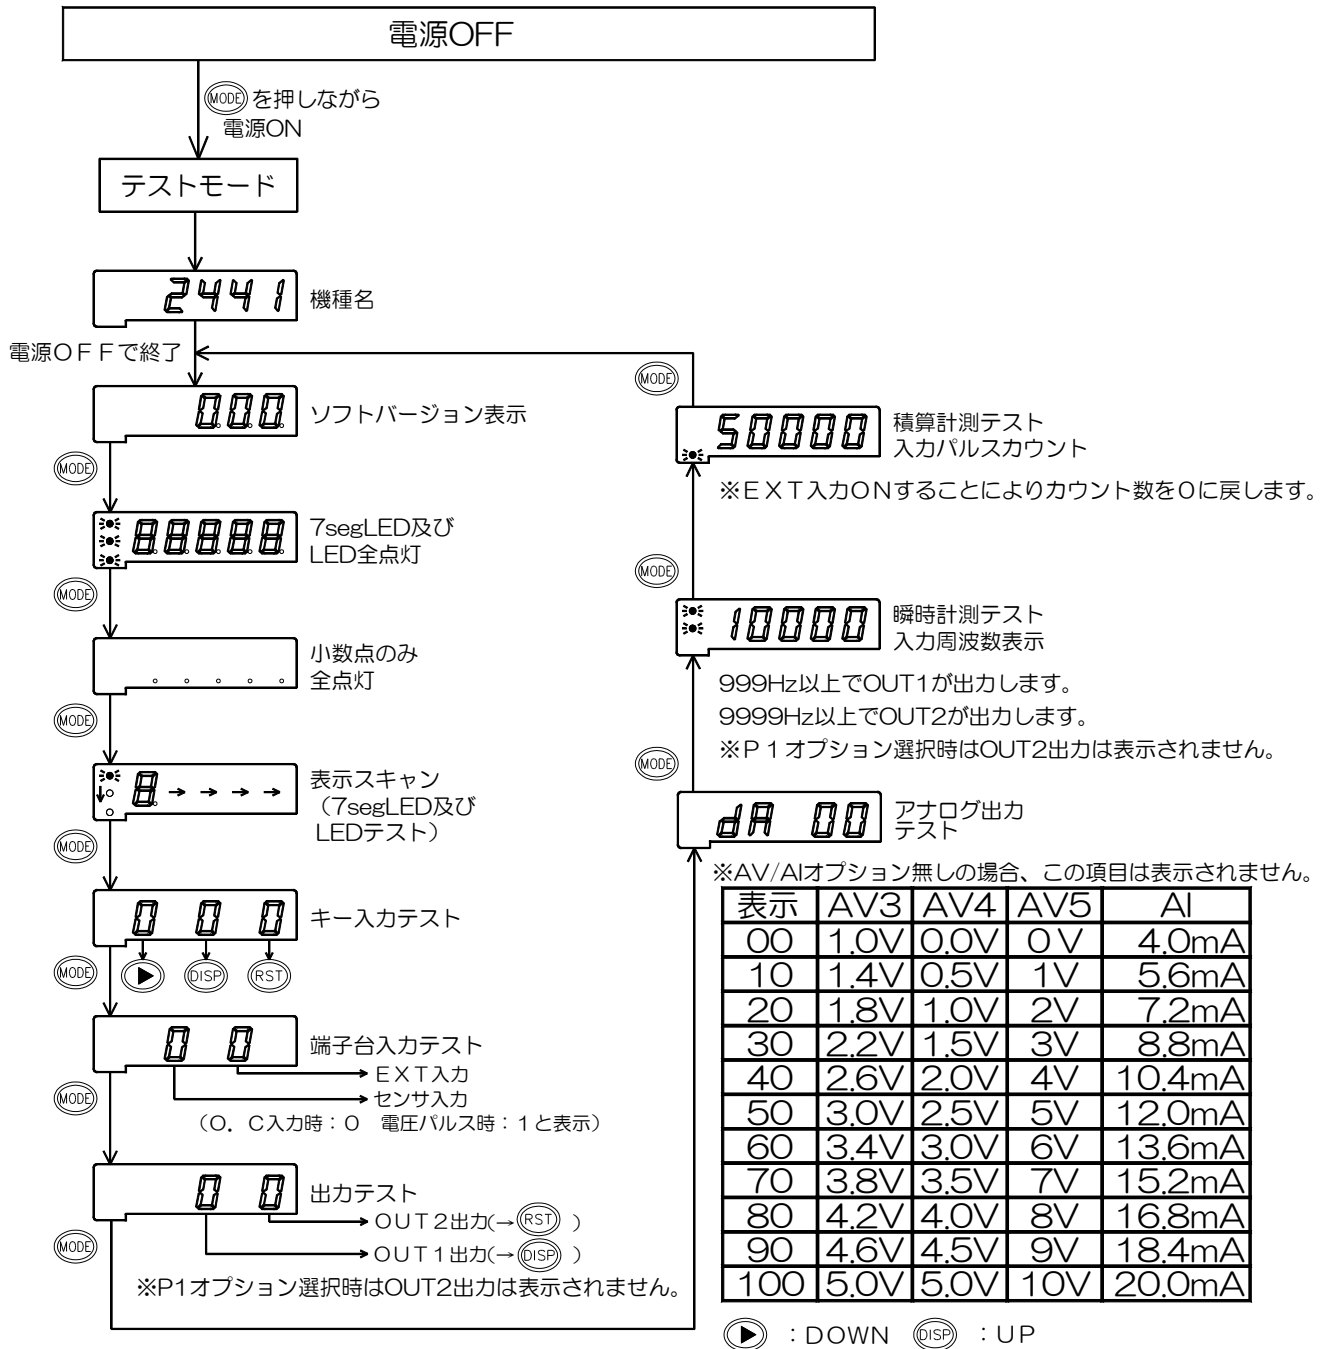 電源OFF
MODE を押しながら
電源ON
テストモード
2441 機種名
電源OFFで終了
000 ソフトバージョン表示
MODE
8.8.8.8.8. 7segLED及び
LED全点灯
MODE
小数点のみ
全点灯
MODE
8. → → → → 表示スキャン
(7segLED及び
LEDテスト)
MODE
0 0 0 キー入力テスト
MODE ▶ DISP RST
0 0 端子台入力テスト
EXT入力
センサ入力
MODE
(O．C入力時：0 電圧パルス時：1と表示)
0 0 出力テスト
OUT2出力(→RST )
OUT1出力(→DISP )
MODE
※P1オプション選択時はOUT2出力は表示されません。
MODE
50000 積算計測テスト
入力パルスカウント
※EXT入力ONすることによりカウント数を0に戻します。
MODE
10000 瞬時計測テスト
入力周波数表示
999Hz以上でOUT1が出力します。
9999Hz以上でOUT2が出力します。
※P1オプション選択時はOUT2出力は表示されません。
MODE
dA 00 アナログ出力
テスト
※AV/AIオプション無しの場合、この項目は表示されません。
表示 AV3 AV4 AV5 AI
00 1.0V 0.0V 0V 4.0mA
10 1.4V 0.5V 1V 5.6mA
20 1.8V 1.0V 2V 7.2mA
30 2.2V 1.5V 3V 8.8mA
40 2.6V 2.0V 4V 10.4mA
50 3.0V 2.5V 5V 12.0mA
60 3.4V 3.0V 6V 13.6mA
70 3.8V 3.5V 7V 15.2mA
80 4.2V 4.0V 8V 16.8mA
90 4.6V 4.5V 9V 18.4mA
100 5.0V 5.0V 10V 20.0mA
▶ ：DOWN DISP ：UP